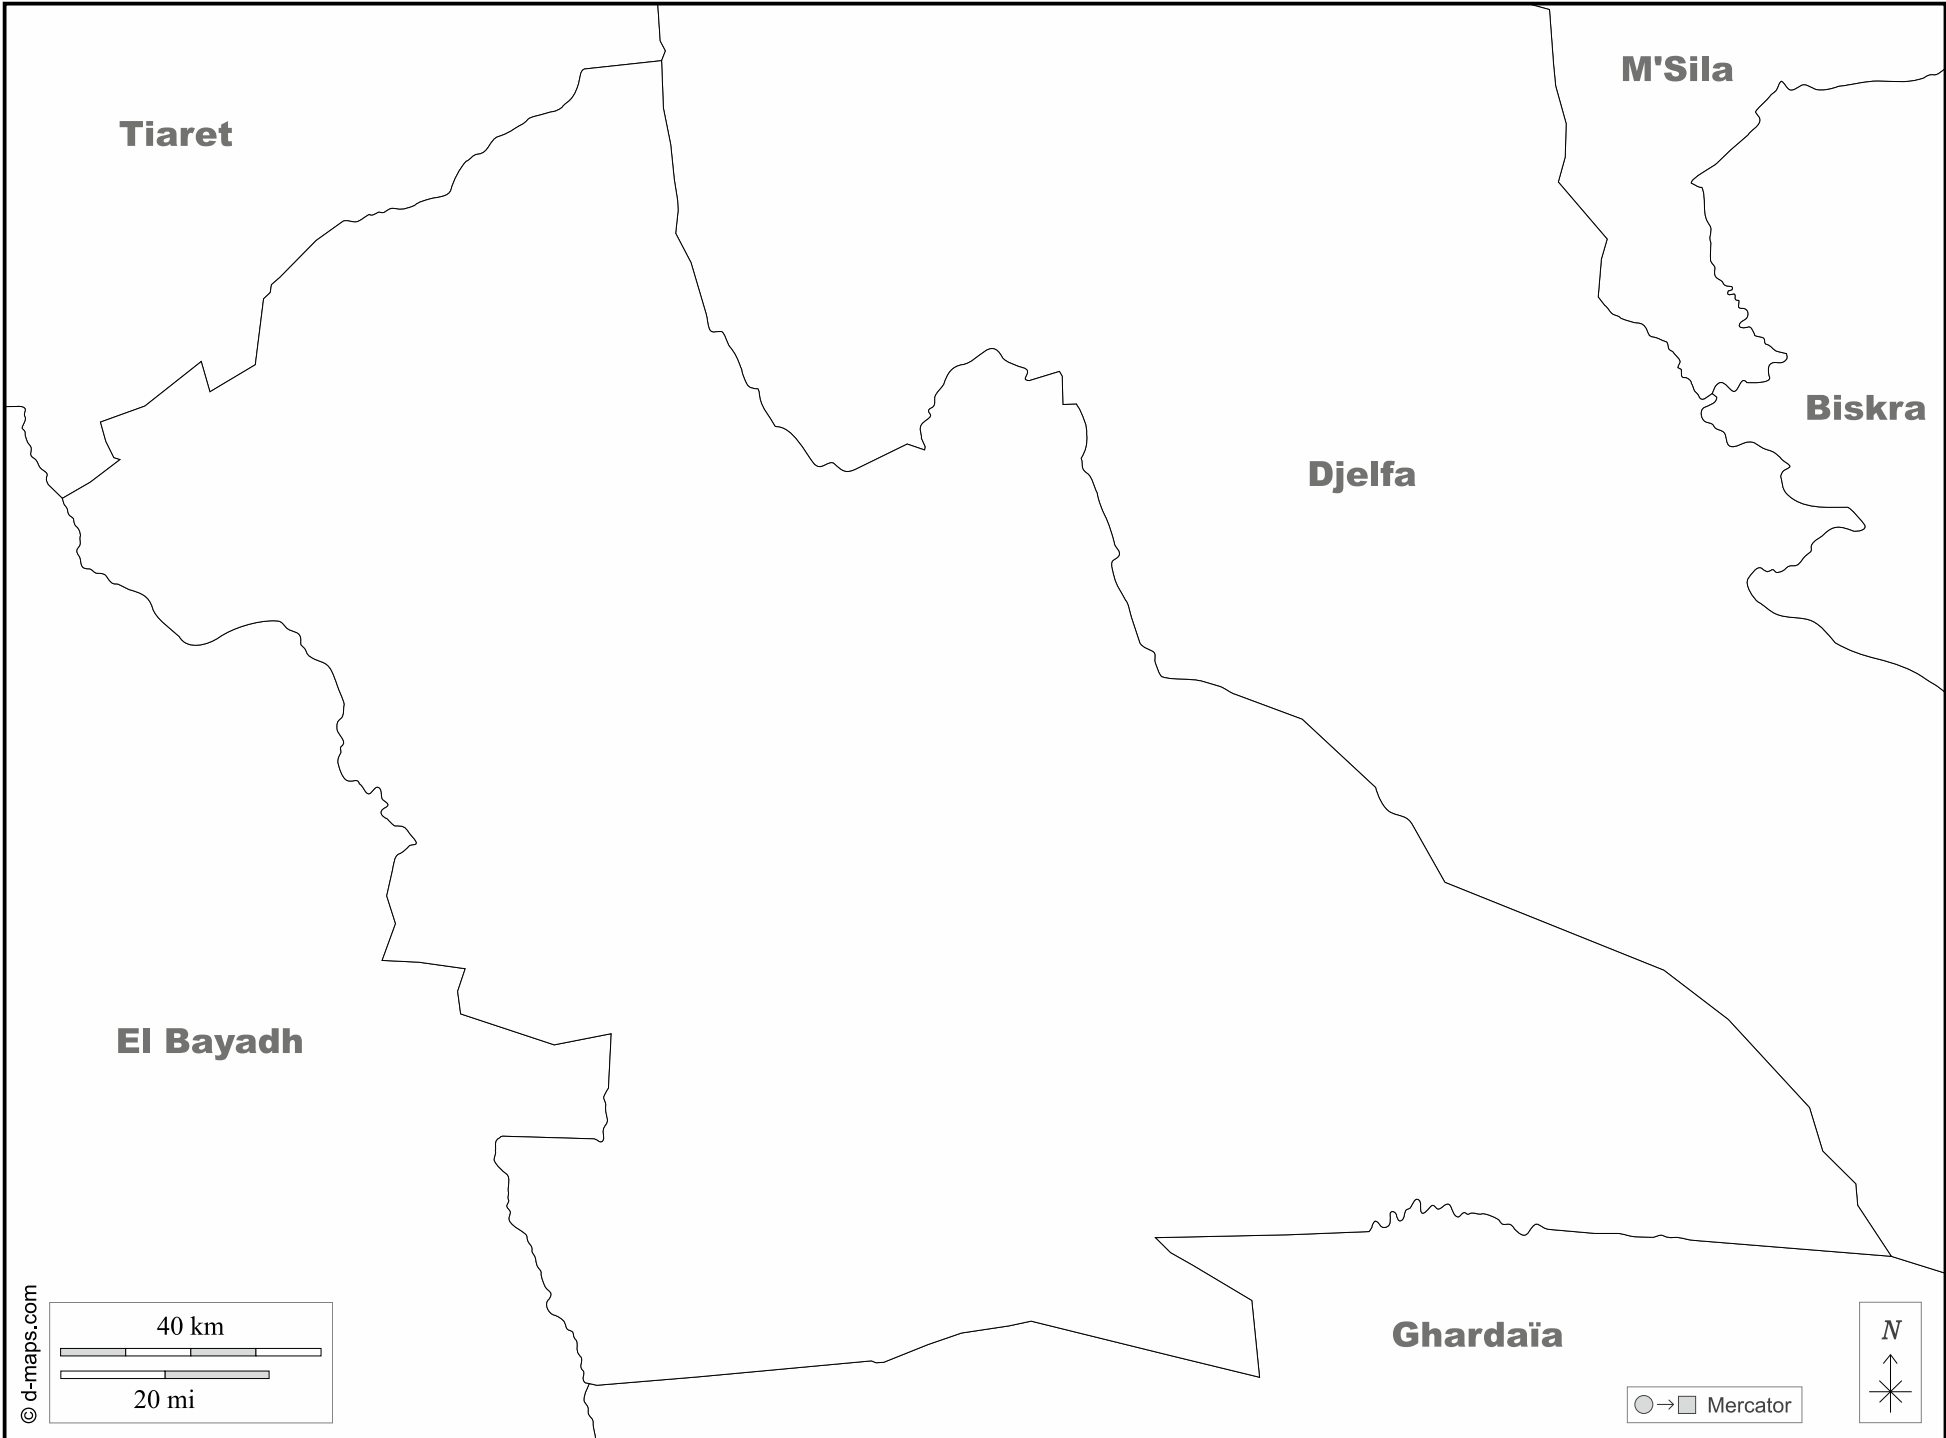 M'Sila
Tiaret
Biskra
Djelfa
El Bayadh
Ghardaïa
40 km
20 mi
© d-maps.com
N
Mercator